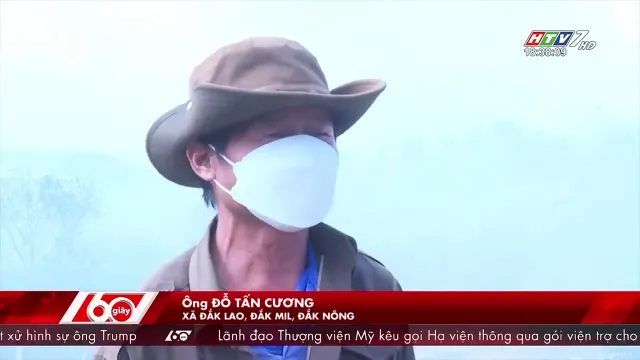 HTV7 HD
18:38:09
60 giây
Ông ĐỖ TẤN CƯƠNG
XÃ ĐẮK LAO, ĐẮK MIL, ĐẮK NÔNG
t xử hình sự ông Trump 60 giây Lãnh đạo Thượng viện Mỹ kêu gọi Hạ viện thông qua gói viện trợ cho